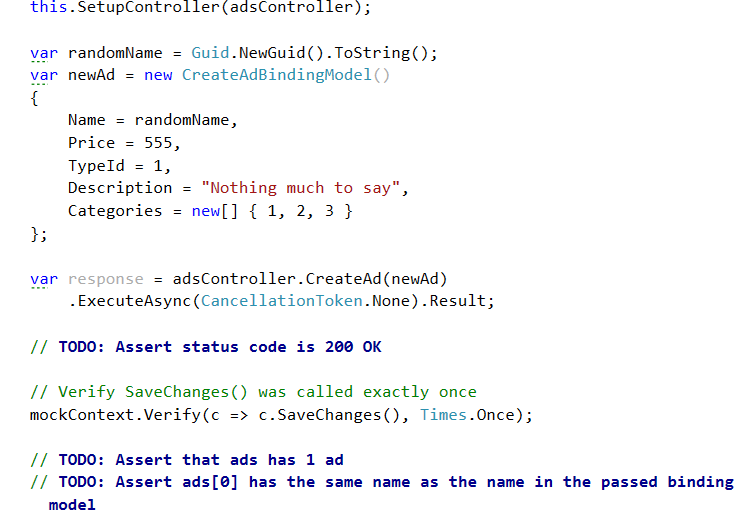 this.SetupController(adsController);
var randomName = Guid.NewGuid().ToString();
var newAd = new CreateAdBindingModel()
{
    Name = randomName,
    Price = 555,
    TypeId = 1,
    Description = "Nothing much to say",
    Categories = new[] { 1, 2, 3 }
};
var response = adsController.CreateAd(newAd)
    .ExecuteAsync(CancellationToken.None).Result;
// TODO: Assert status code is 200 OK
// Verify SaveChanges() was called exactly once
mockContext.Verify(c => c.SaveChanges(), Times.Once);
// TODO: Assert that ads has 1 ad
// TODO: Assert ads[0] has the same name as the name in the passed binding
  model